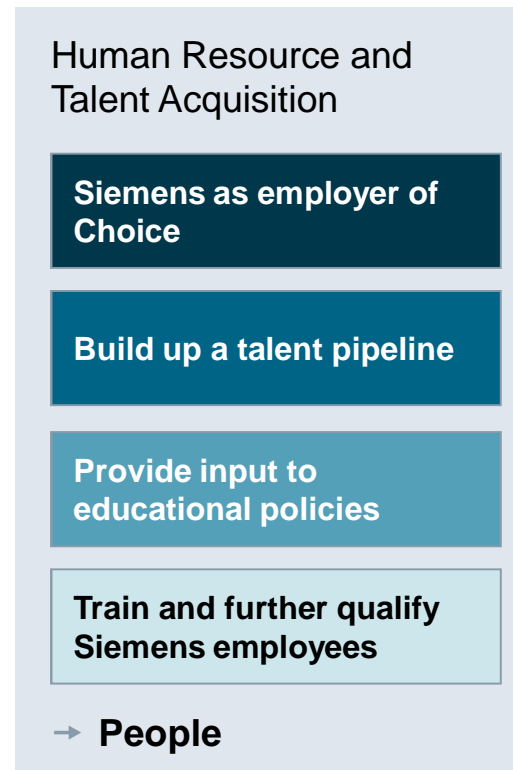 Human Resource and
Talent Acquisition
Siemens as employer of
Choice
Build up a talent pipeline
Provide input to
educational policies
Train and further qualify
Siemens employees
→ People